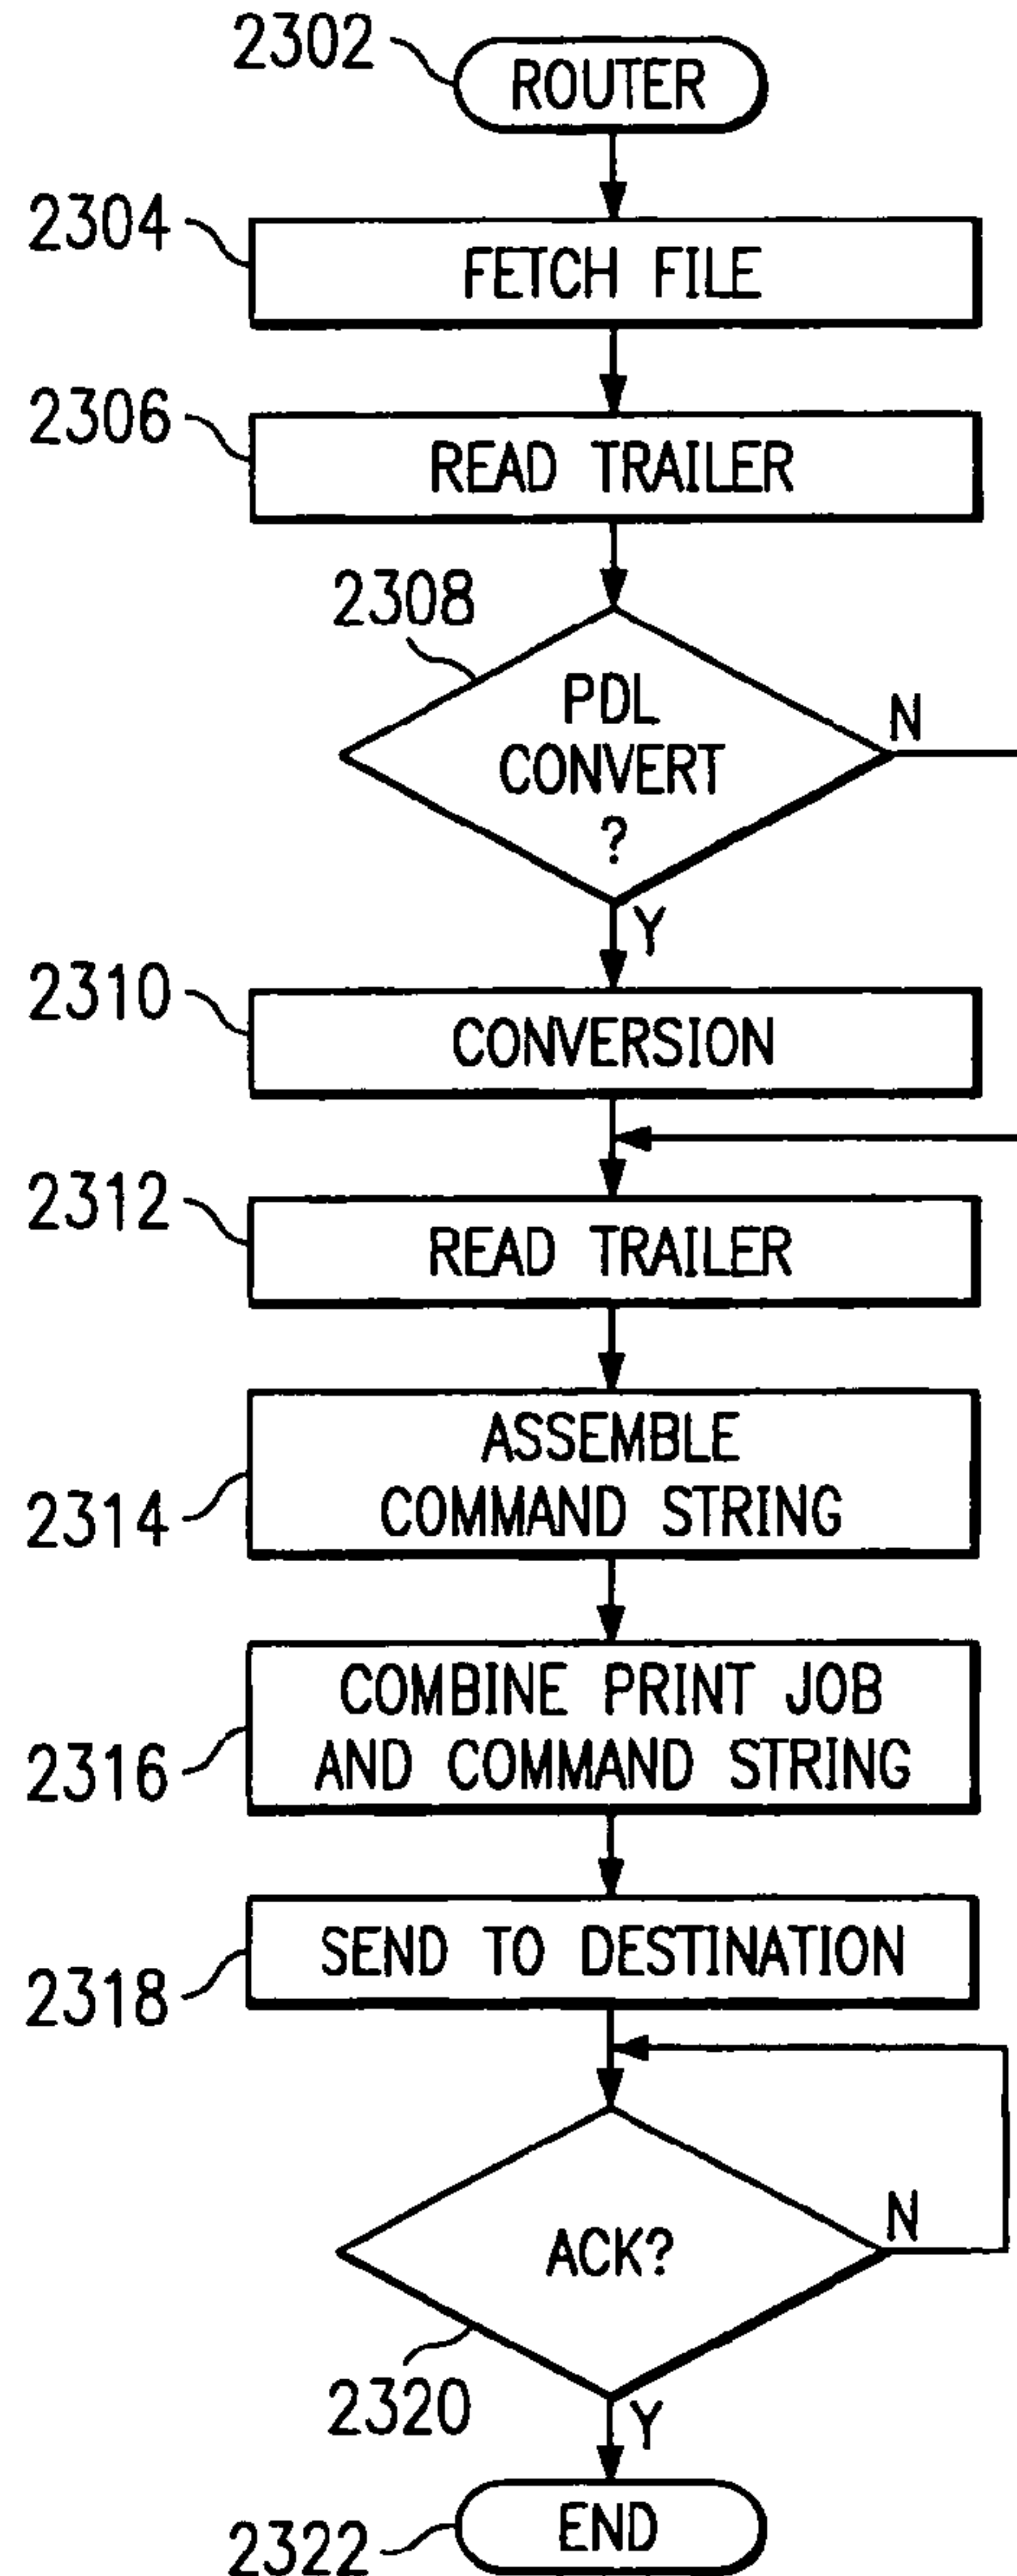 2302
ROUTER
2304
FETCH FILE
2306
READ TRAILER
2308
PDL
CONVERT
?
N
Y
2310
CONVERSION
2312
READ TRAILER
2314
ASSEMBLE
COMMAND STRING
2316
COMBINE PRINT JOB
AND COMMAND STRING
2318
SEND TO DESTINATION
ACK?
N
2320
Y
2322
END